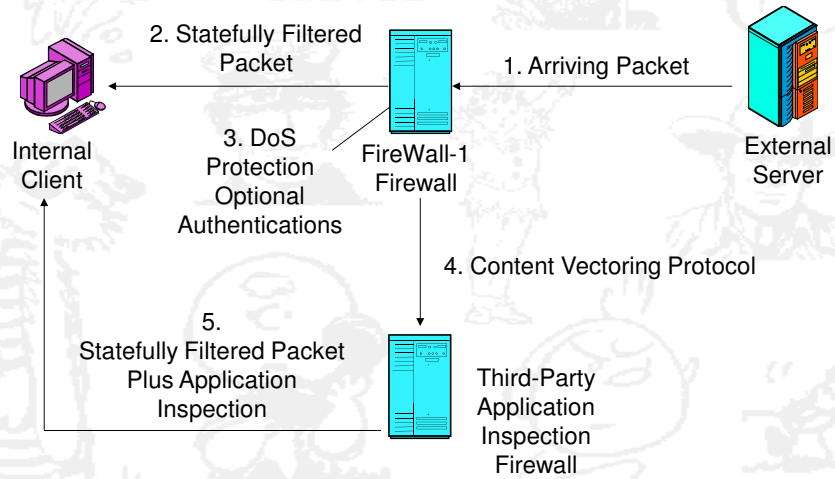 2. Statefully Filtered
Packet
1. Arriving Packet
Internal
Client
3. DoS
Protection
Optional
Authentications
FireWall-1
Firewall
External
Server
4. Content Vectoring Protocol
5.
Statefully Filtered Packet
Plus Application
Inspection
Third-Party
Application
Inspection
Firewall